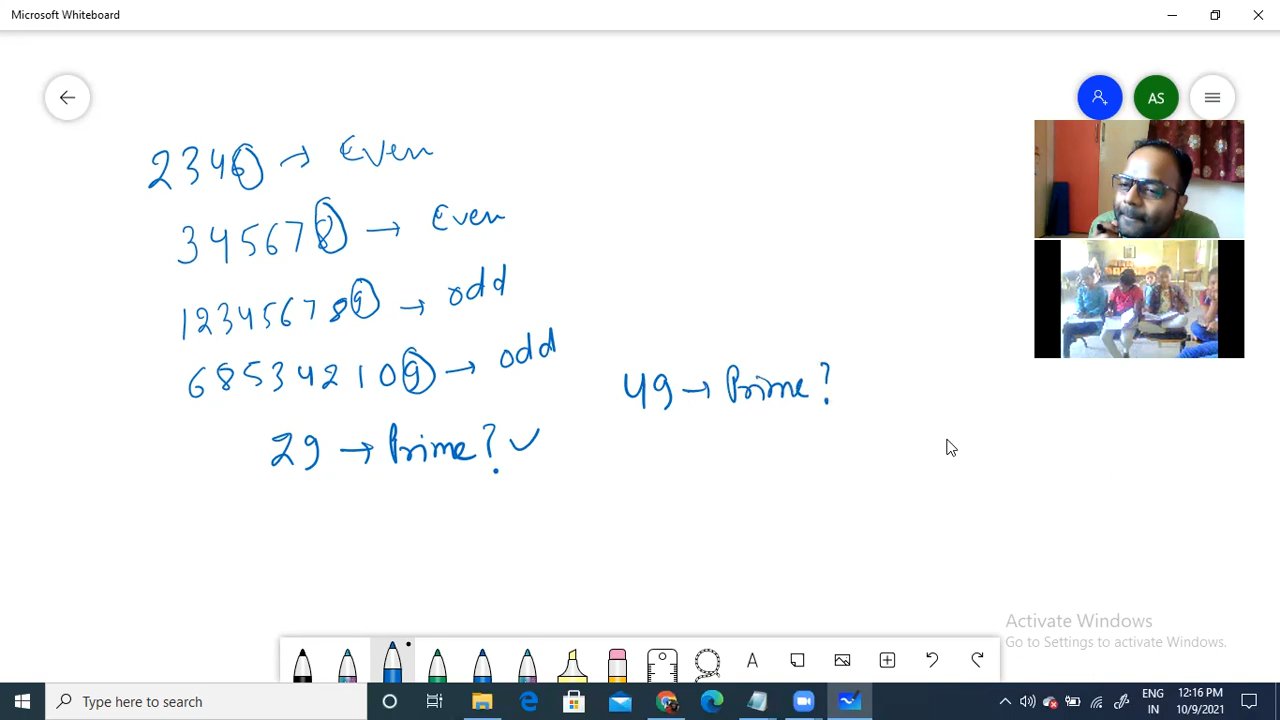 Microsoft Whiteboard
AS
2346 → Even
345678 → Even
123456789 → odd
685342109 → odd
49 → Prime?
29 → Prime? ✓
Activate Windows
Go to Settings to activate Windows.
A
Type here to search
ENG
IN
12:16 PM
10/9/2021